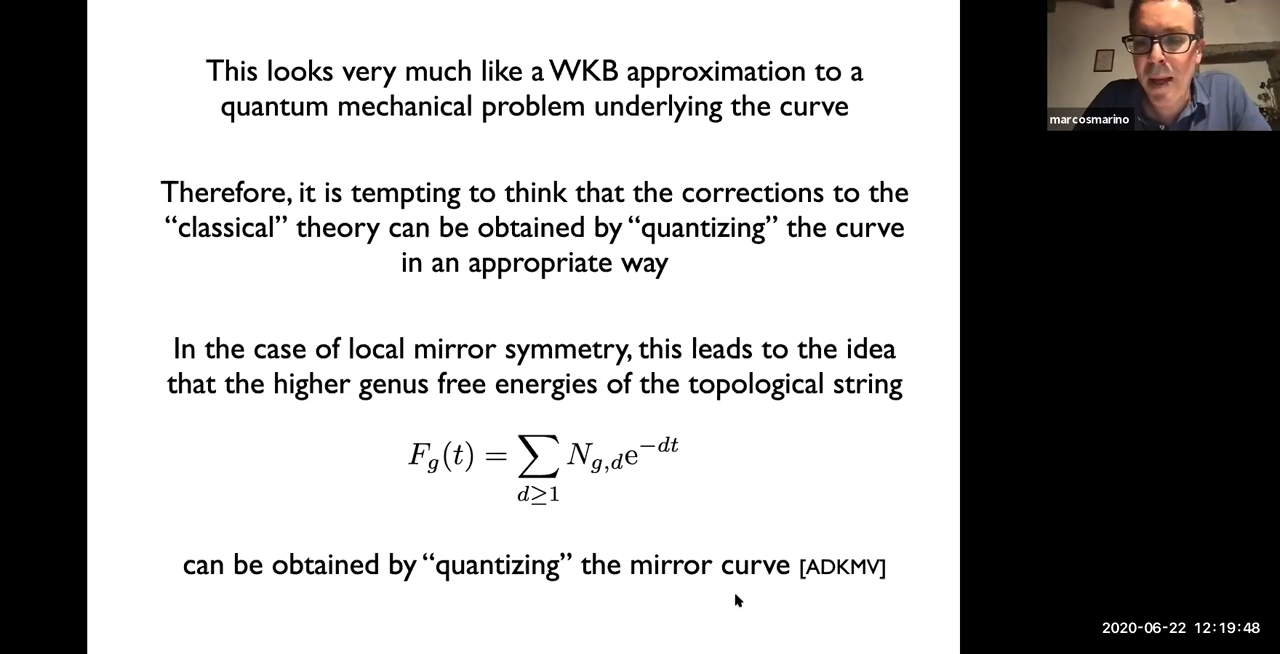 This looks very much like a WKB approximation to a
quantum mechanical problem underlying the curve
marcosmarino
Therefore, it is tempting to think that the corrections to the
“classical” theory can be obtained by “quantizing” the curve
in an appropriate way
In the case of local mirror symmetry, this leads to the idea
that the higher genus free energies of the topological string
F_g(t) = \sum_{d≥1} N_{g,d} e^{−dt}
can be obtained by “quantizing” the mirror curve [ADKMV]
2020-06-22 12:19:48